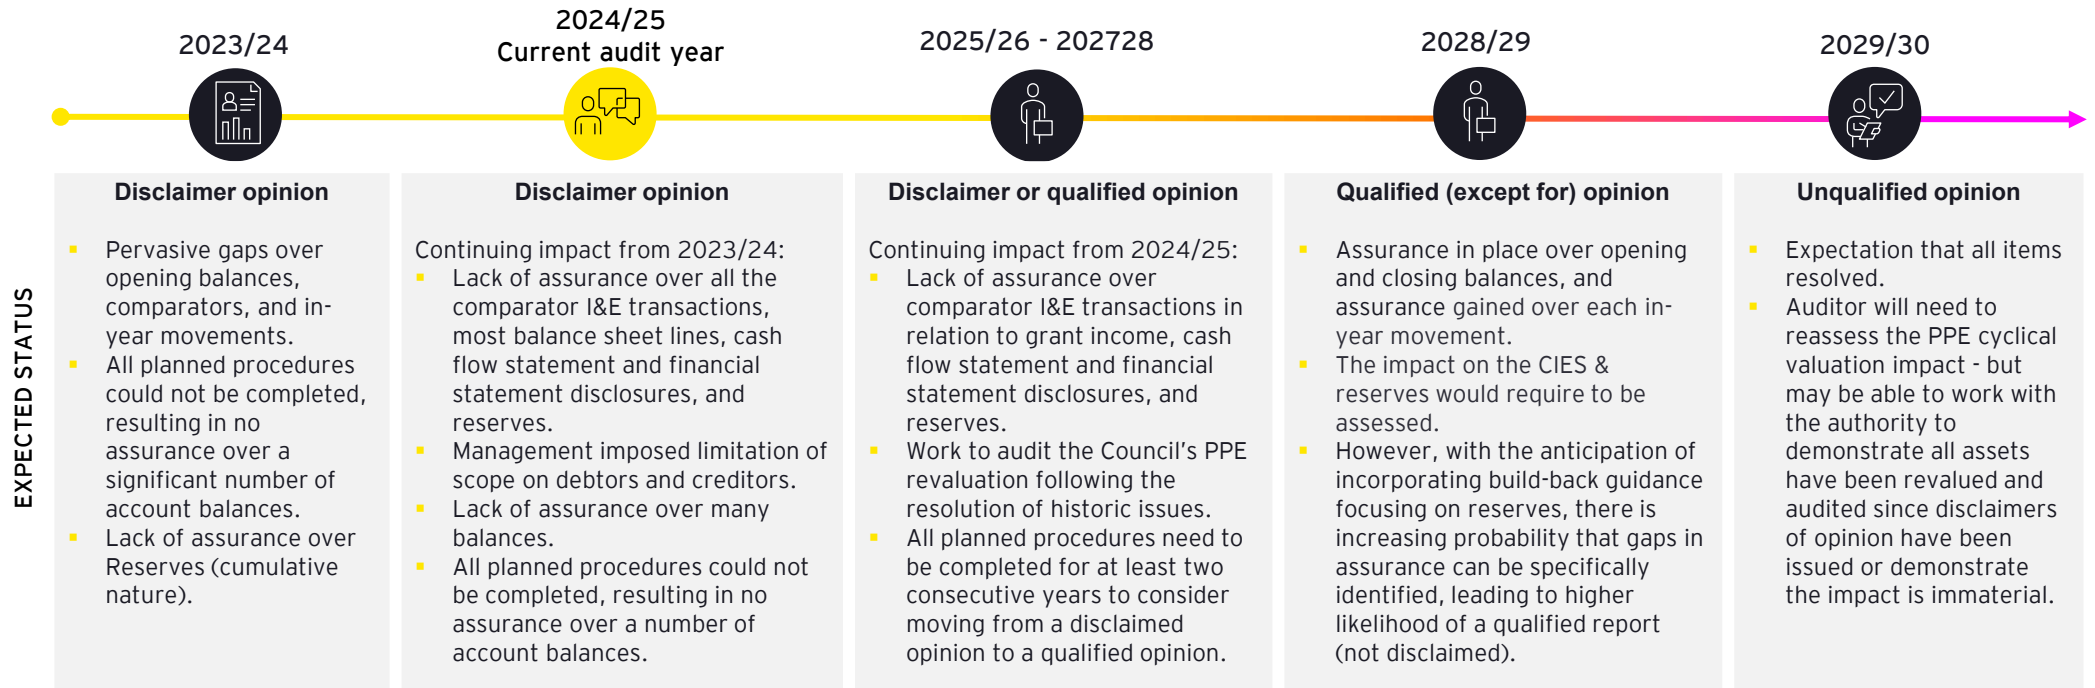 2023/24
2024/25
Current audit year
2025/26 - 202728
2028/29
2029/30
EXPECTED STATUS
Disclaimer opinion
▪ Pervasive gaps over
opening balances,
comparators, and in-
year movements.
▪ All planned procedures
could not be completed,
resulting in no
assurance over a
significant number of
account balances.
▪ Lack of assurance over
Reserves (cumulative
nature).
Disclaimer opinion
Continuing impact from 2023/24:
▪ Lack of assurance over all the
comparator I&E transactions,
most balance sheet lines, cash
flow statement and financial
statement disclosures, and
reserves.
▪ Management imposed limitation of
scope on debtors and creditors.
▪ Lack of assurance over many
balances.
▪ All planned procedures could not
be completed, resulting in no
assurance over a number of
account balances.
Disclaimer or qualified opinion
Continuing impact from 2024/25:
▪ Lack of assurance over
comparator I&E transactions in
relation to grant income, cash
flow statement and financial
statement disclosures, and
reserves.
▪ Work to audit the Council's PPE
revaluation following the
resolution of historic issues.
▪ All planned procedures need to
be completed for at least two
consecutive years to consider
moving from a disclaimed
opinion to a qualified opinion.
Qualified (except for) opinion
▪ Assurance in place over opening
and closing balances, and
assurance gained over each in-
year movement.
▪ The impact on the CIES &
reserves would require to be
assessed.
▪ However, with the anticipation of
incorporating build-back guidance
focusing on reserves, there is
increasing probability that gaps in
assurance can be specifically
identified, leading to higher
likelihood of a qualified report
(not disclaimed).
Unqualified opinion
▪ Expectation that all items
resolved.
▪ Auditor will need to
reassess the PPE cyclical
valuation impact - but
may be able to work with
the authority to
demonstrate all assets
have been revalued and
audited since disclaimers
of opinion have been
issued or demonstrate
the impact is immaterial.